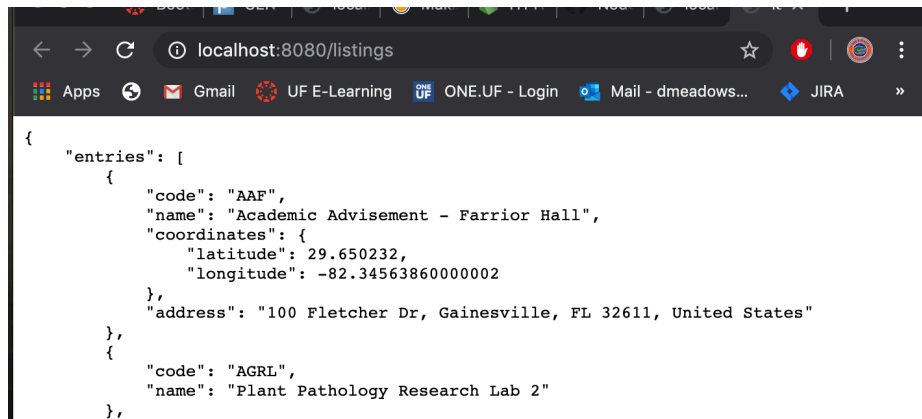 localhost:8080/listings
Apps Gmail UF E-Learning ONE UF ONE.UF - Login Mail - dmeadows... JIRA »
{
    "entries": [
        {
            "code": "AAF",
            "name": "Academic Advisement - Farrior Hall",
            "coordinates": {
                "latitude": 29.650232,
                "longitude": -82.34563860000002
            },
            "address": "100 Fletcher Dr, Gainesville, FL 32611, United States"
        },
        {
            "code": "AGRL",
            "name": "Plant Pathology Research Lab 2"
        },